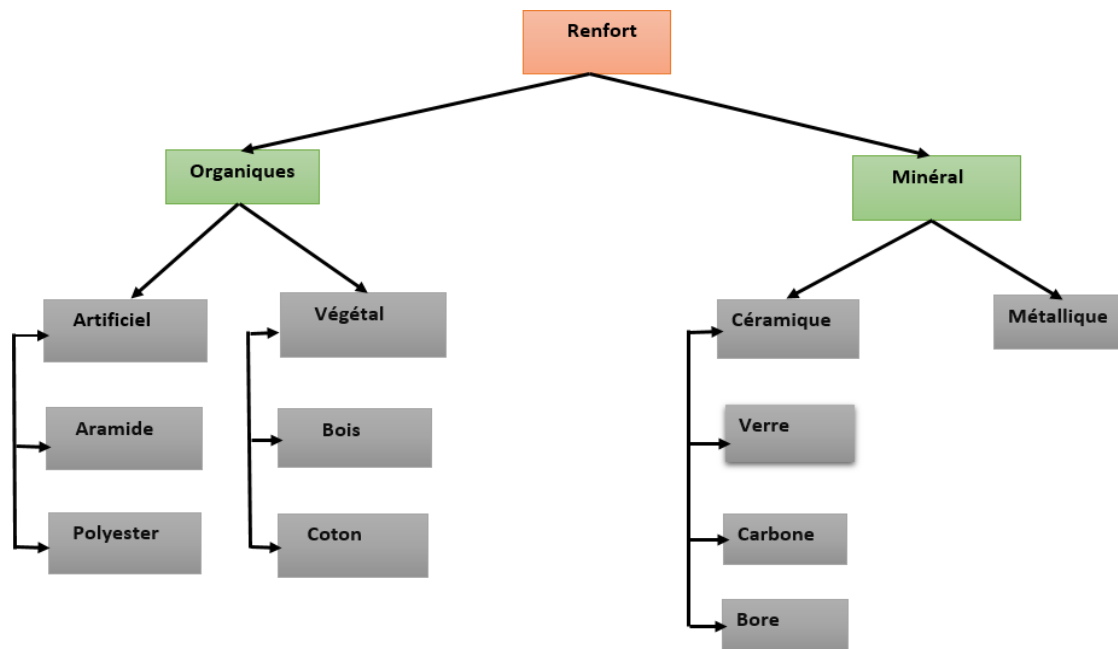 Renfort
Organiques
Minéral
Artificiel
Végétal
Céramique
Métallique
Aramide
Bois
Verre
Polyester
Coton
Carbone
Bore